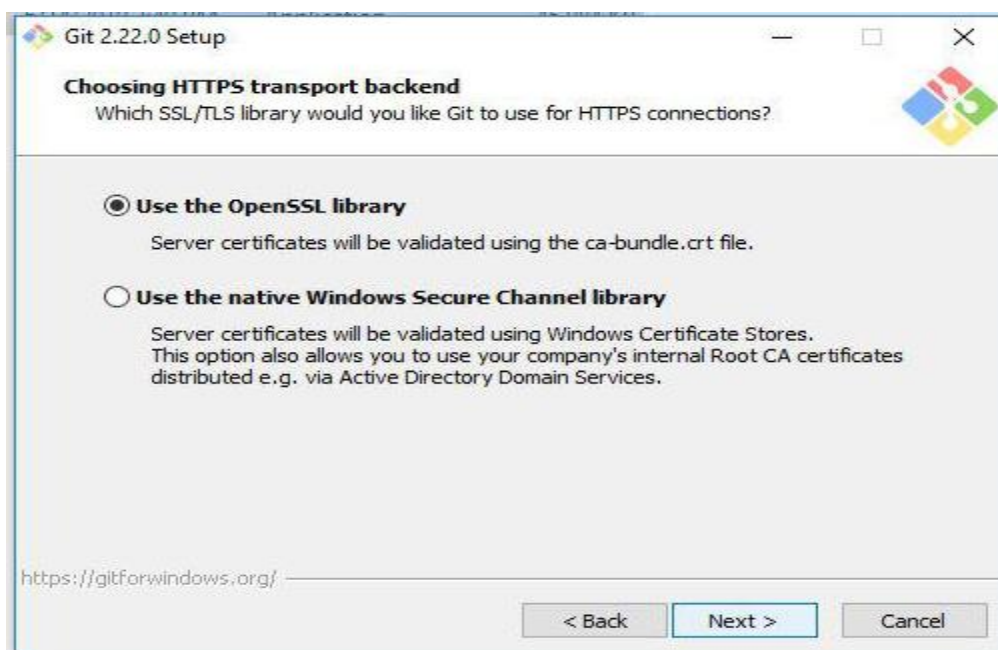 Git 2.22.0 Setup
Choosing HTTPS transport backend
Which SSL/TLS library would you like Git to use for HTTPS connections?
Use the OpenSSL library
Server certificates will be validated using the ca-bundle.crt file.
Use the native Windows Secure Channel library
Server certificates will be validated using Windows Certificate Stores.
This option also allows you to use your company's internal Root CA certificates
distributed e.g. via Active Directory Domain Services.
https://gitforwindows.org/
< Back Next > Cancel